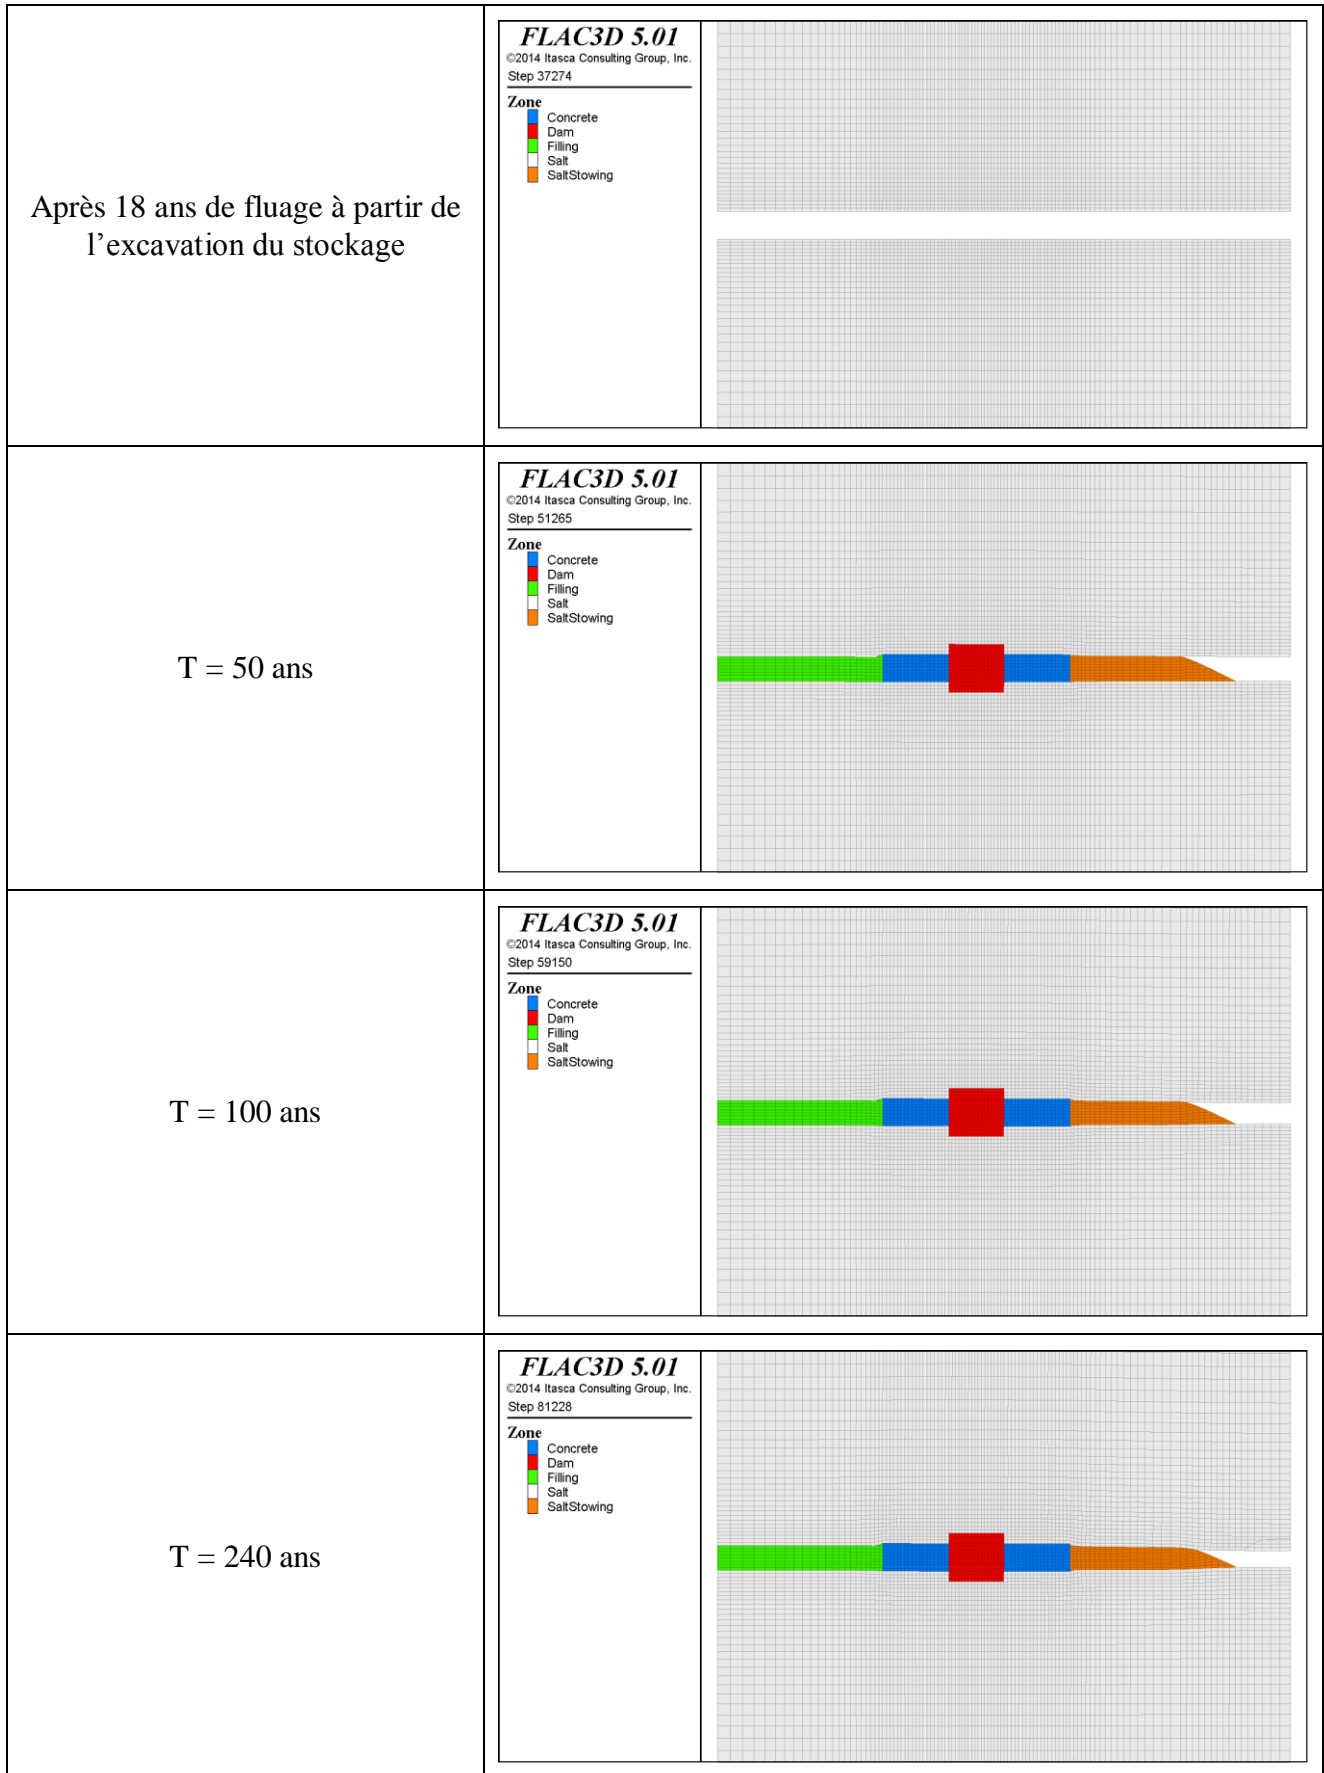 Après 18 ans de fluage à partir de
l'excavation du stockage
FLAC3D 5.01
©2014 Itasca Consulting Group, Inc.
Step 37274
Zone
Concrete
Dam
Filling
Salt
SaltStowing
T = 50 ans
FLAC3D 5.01
©2014 Itasca Consulting Group, Inc.
Step 51265
Zone
Concrete
Dam
Filling
Salt
SaltStowing
T = 100 ans
FLAC3D 5.01
©2014 Itasca Consulting Group, Inc.
Step 59150
Zone
Concrete
Dam
Filling
Salt
SaltStowing
T = 240 ans
FLAC3D 5.01
©2014 Itasca Consulting Group, Inc.
Step 81228
Zone
Concrete
Dam
Filling
Salt
SaltStowing